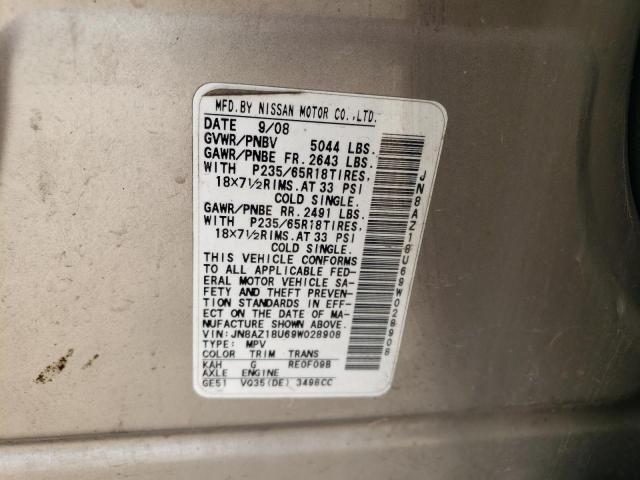 MFD.BY NISSAN MOTOR CO.,LTD.
DATE 9/08
GVWR/PNBV 5044 LBS.
GAWR/PNBE FR. 2643 LBS.
WITH P235/65R18TIRES,
18×7½RIMS.AT 33 PSI
COLD SINGLE.
GAWR/PNBE RR. 2491 LBS.
WITH P235/65R18TIRES,
18×7½RIMS.AT 33 PSI
COLD SINGLE.
THIS VEHICLE CONFORMS
TO ALL APPLICABLE FED-
ERAL MOTOR VEHICLE SA-
FETY AND THEFT PREVEN-
TION STANDARDS IN EFF-
ECT ON THE DATE OF MA-
NUFACTURE SHOWN ABOVE.
VIN:JN8AZ18U69W028908
TYPE: MPV
COLOR TRIM TRANS
KAH G RE0F09B
AXLE ENGINE
GE51 VQ35(DE) 3498CC
JN8AZ18U69W028908